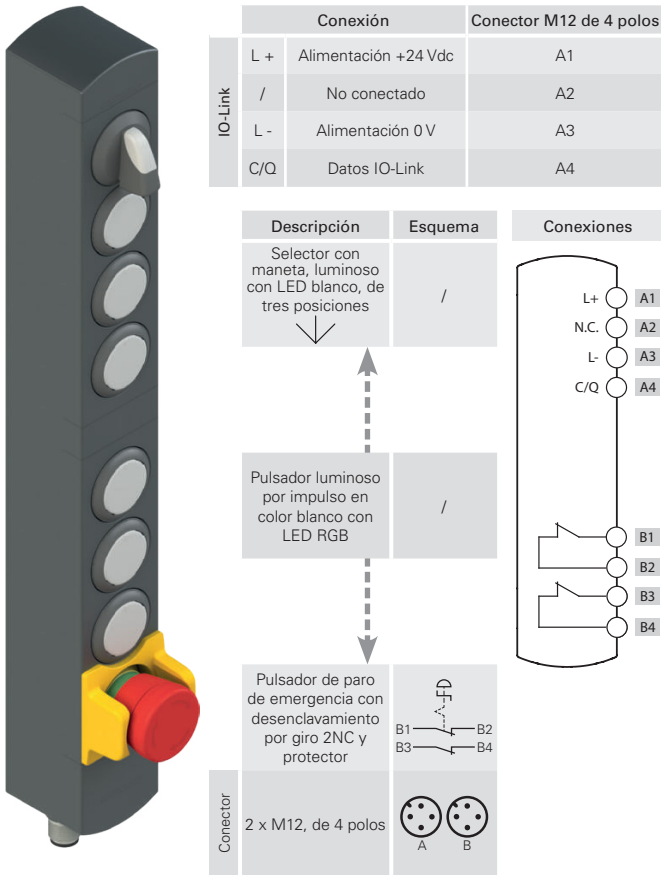 Conexión Conector M12 de 4 polos
IO-Link
L + Alimentación +24 Vdc A1
/ No conectado A2
L - Alimentación 0 V A3
C/Q Datos IO-Link A4
Descripción Esquema Conexiones
Selector con
maneta, luminoso
con LED blanco, de
tres posiciones
/
L+ A1
N.C. A2
L- A3
C/Q A4
Pulsador luminoso
por impulso en
color blanco con
LED RGB
/
B1
B2
B3
B4
Pulsador de paro
de emergencia con
desenclavamiento
por giro 2NC y
protector
B1 B2
B3 B4
Conector
2 x M12, de 4 polos
A B